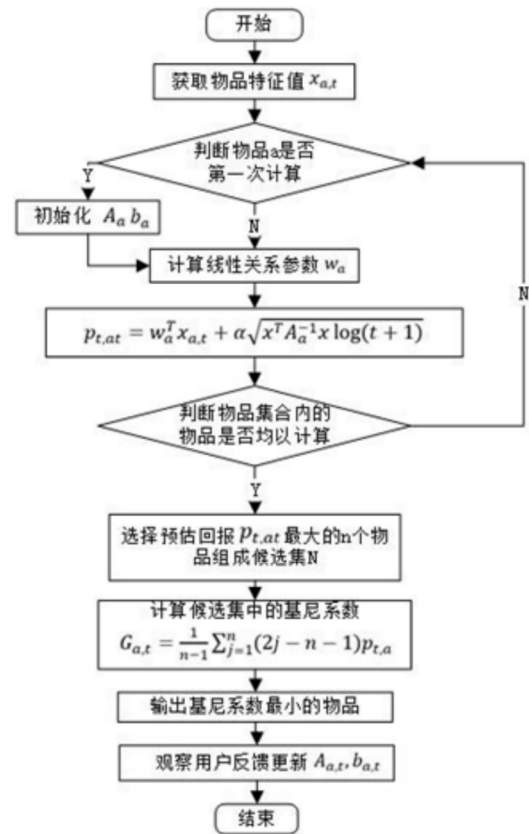 开始
获取物品特征值 x_{a,t}
判断物品a是否
第一次计算
Y
N
初始化 A_a b_a
计算线性关系参数 w_a
N
p_{t,at} = w_a^T x_{a,t} + α√(x^T A_a^{-1} x log(t + 1))
判断物品集合内的
物品是否均以计算
Y
选择预估回报 p_{t,at} 最大的n个物
品组成候选集N
计算候选集中的基尼系数
G_{a,t} = \frac{1}{n-1} ∑_{j=1}^{n} (2j − n − 1)p_{t,a}
输出基尼系数最小的物品
观察用户反馈更新 A_{a,t}, b_{a,t}
结束